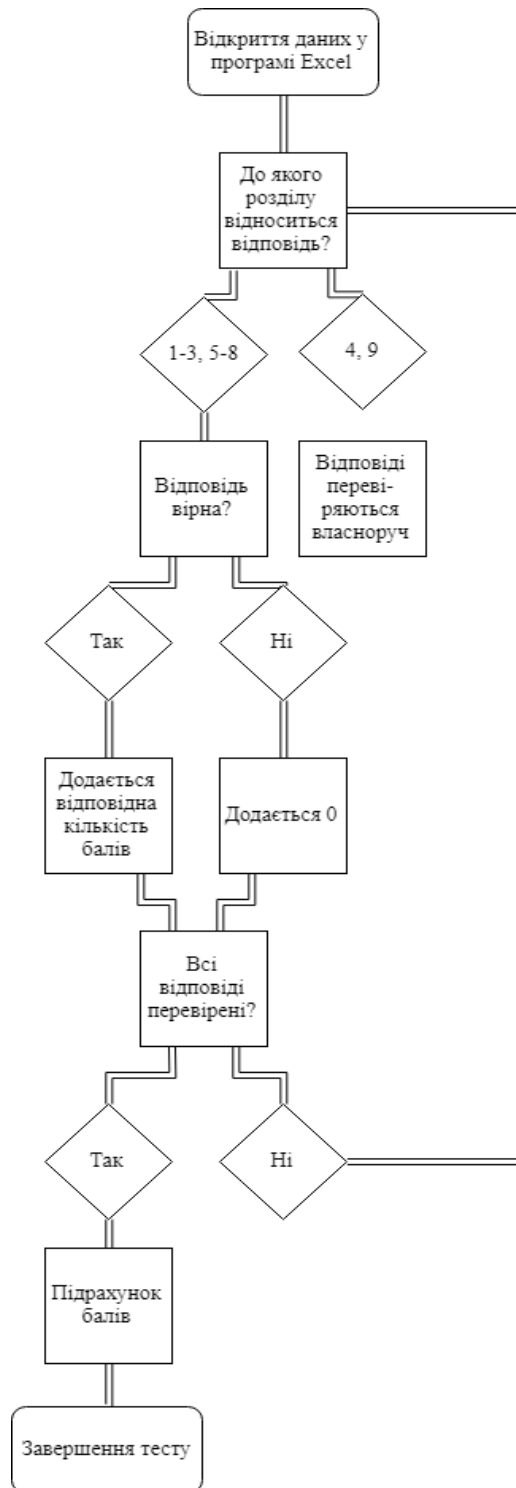 Відкриття даних у
програмі Excel
До якого
розділу
відноситься
відповідь?
1-3, 5-8
4, 9
Відповідь
вірна?
Відповіді
переві-
ряються
власноруч
Так
Ні
Додається
відповідна
кількість
балів
Додається 0
Всі
відповіді
перевірені?
Так
Ні
Підрахунок
балів
Завершення тесту